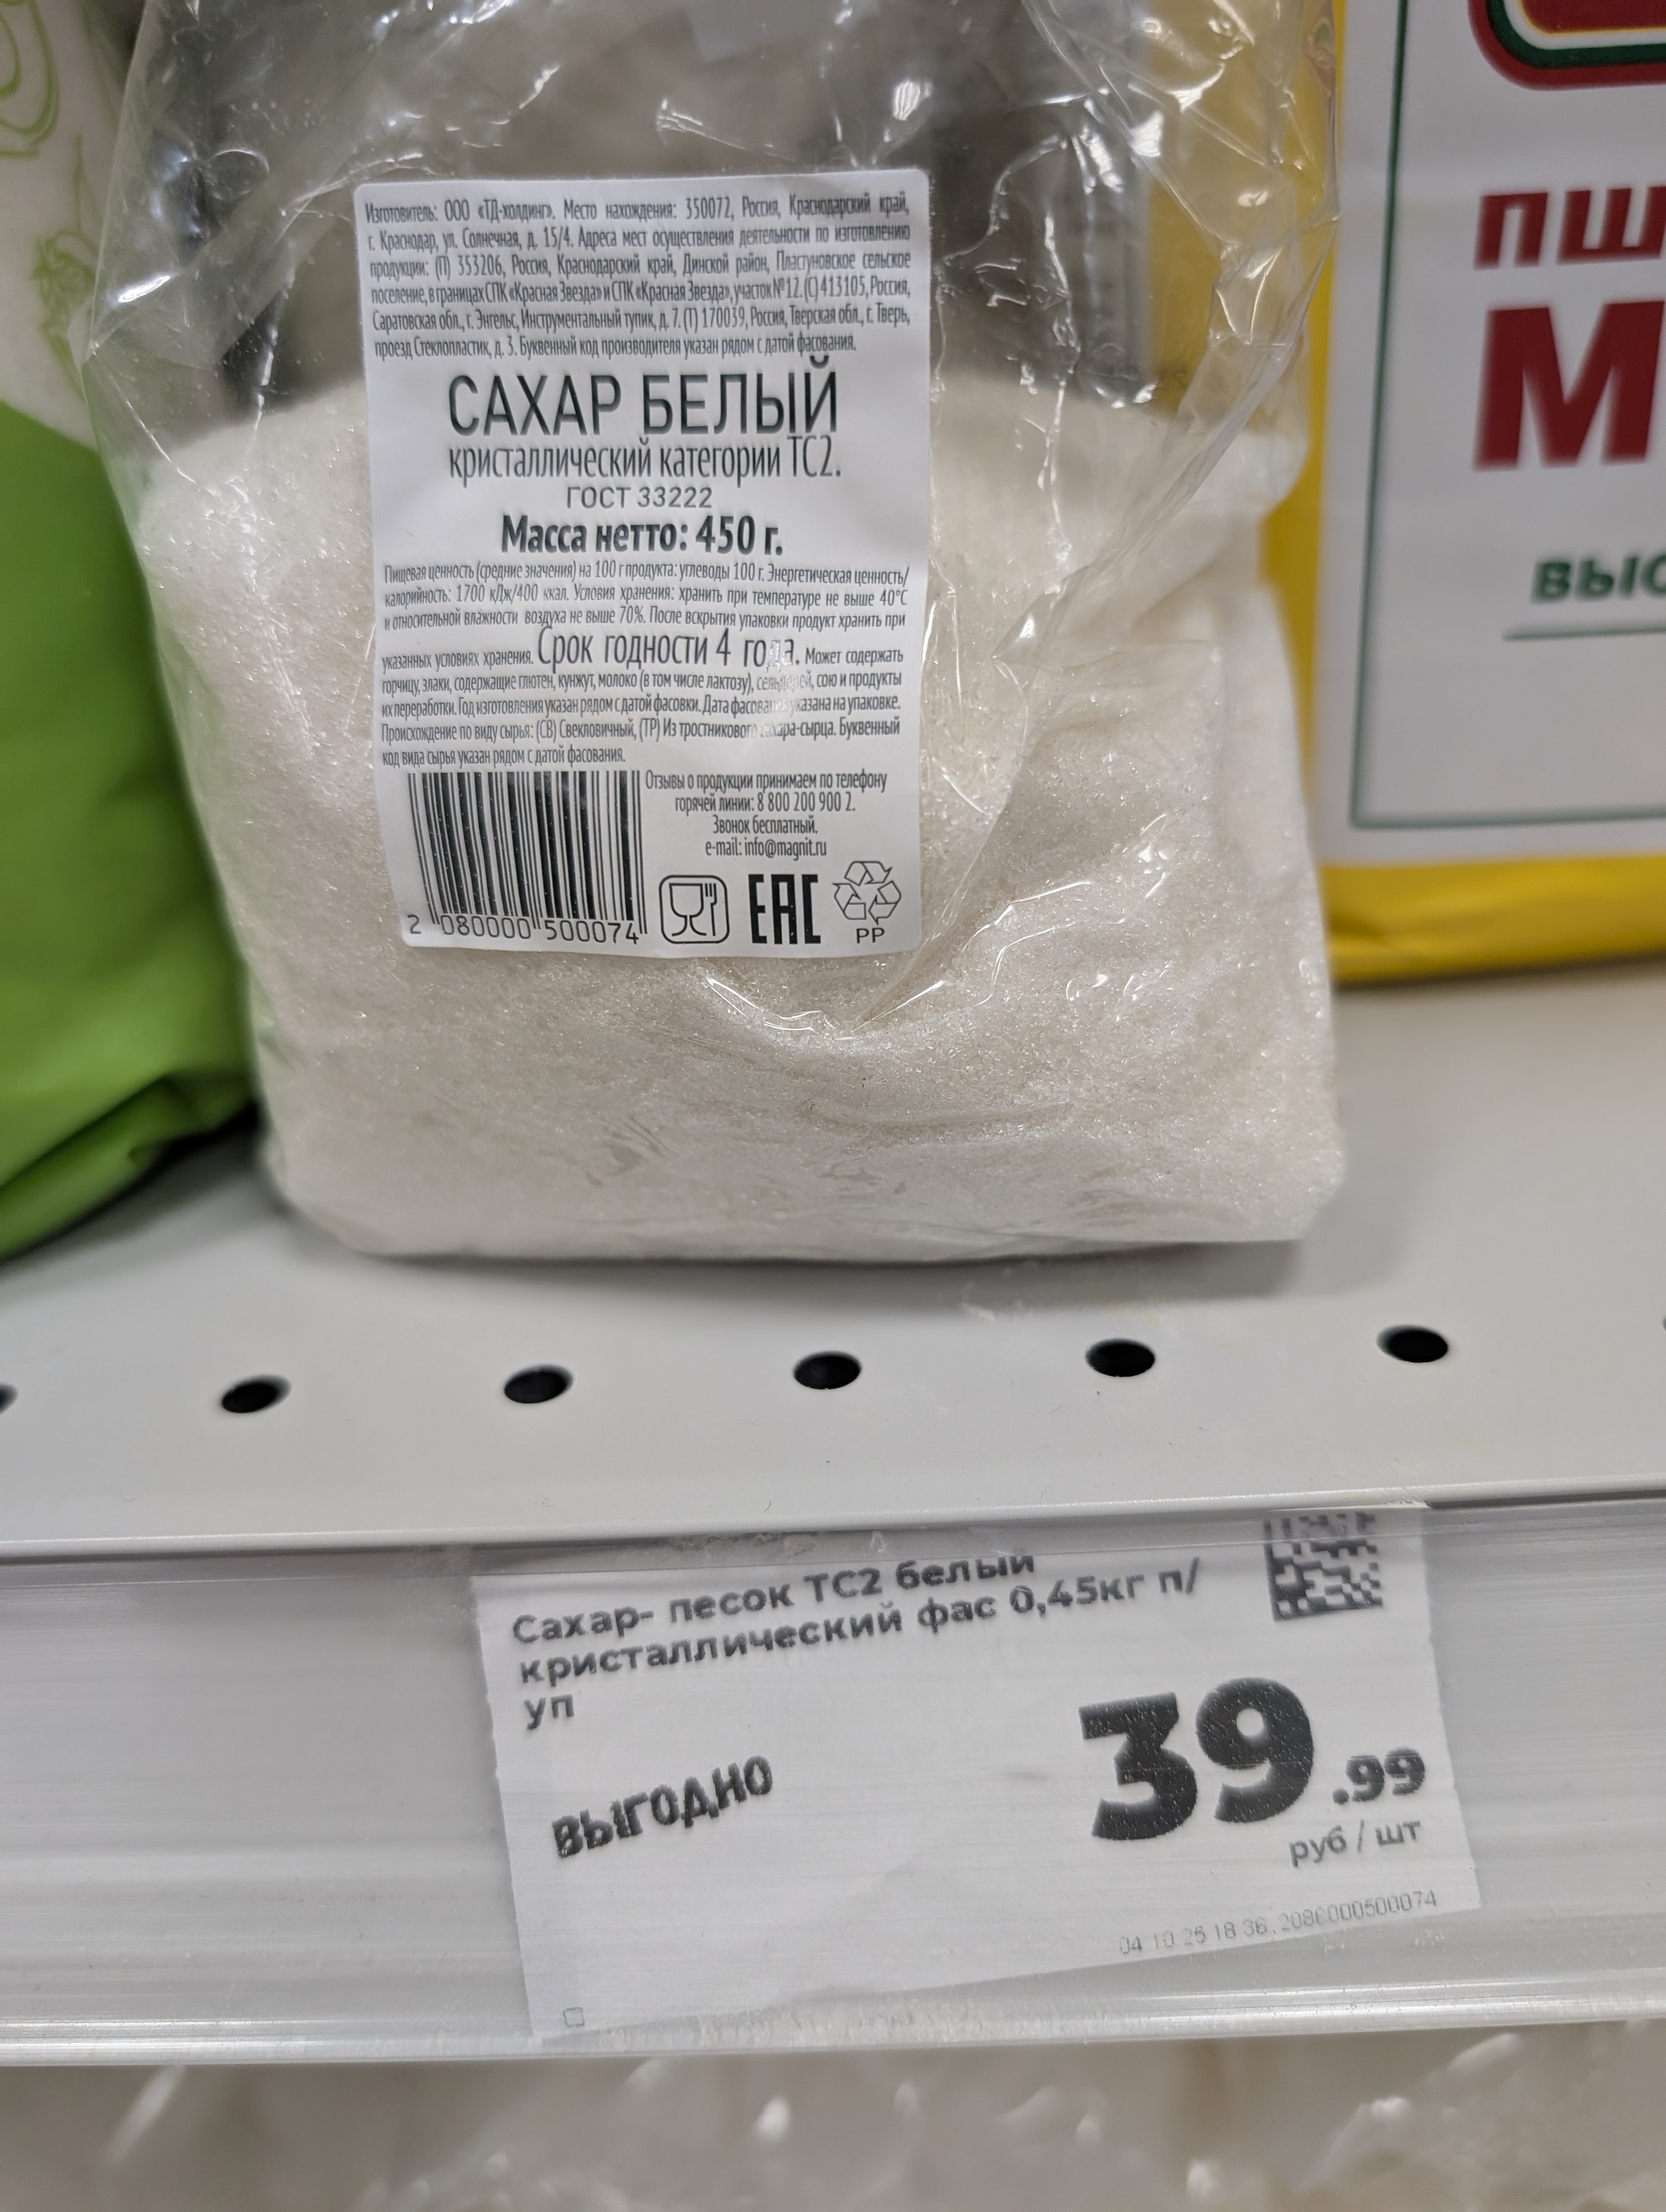 Изготовитель: ООО «ТД-холдинг». Место нахождения: 350072, Россия, Краснодарский край,
г. Краснодар, ул. Солнечная, д. 15/4. Адреса мест осуществления деятельности по изготовлению
продукции: (П) 353206, Россия, Краснодарский край, Динской район, Пластуновское сельское
поселение, в границах СПК «Красная Звезда» и СПК «Красная Звезда», участок №12. (С) 413105, Россия,
Саратовская обл., г. Энгельс, Инструментальный тупик, д. 7. (Т) 170039, Россия, Тверская обл., г. Тверь,
проезд Стеклопластик, д. 3. Буквенный код производителя указан рядом с датой фасования.
САХАР БЕЛЫЙ
кристаллический категории ТС2.
ГОСТ 33222
Масса нетто: 450 г.
Пищевая ценность (средние значения) на 100 г продукта: углеводы 100 г. Энергетическая ценность/
калорийность: 1700 кДж/400 ккал. Условия хранения: хранить при температуре не выше 40°С
и относительной влажности воздуха не выше 70%. После вскрытия упаковки продукт хранить при
указанных условиях хранения. Срок годности 4 года. Может содержать
горчицу, злаки, содержащие глютен, кунжут, молоко (в том числе лактозу), сельдерей, сою и продукты
их переработки. Год изготовления указан рядом с датой фасовки. Дата фасования указана на упаковке.
Происхождение по виду сырья: (СВ) Свекловичный, (ТР) Из тростникового сахара-сырца. Буквенный
код вида сырья указан рядом с датой фасования.
Отзывы о продукции принимаем по телефону
горячей линии: 8 800 200 900 2.
Звонок бесплатный.
e-mail: info@magnit.ru
2 080000 500074
EAC
PP
ПШ
М
ВЫС
Сахар- песок ТС2 белый
кристаллический фас 0,45кг п/
уп
ВЫГОДНО
39.99
руб / шт
04 10 25 18 36. 2080000500074